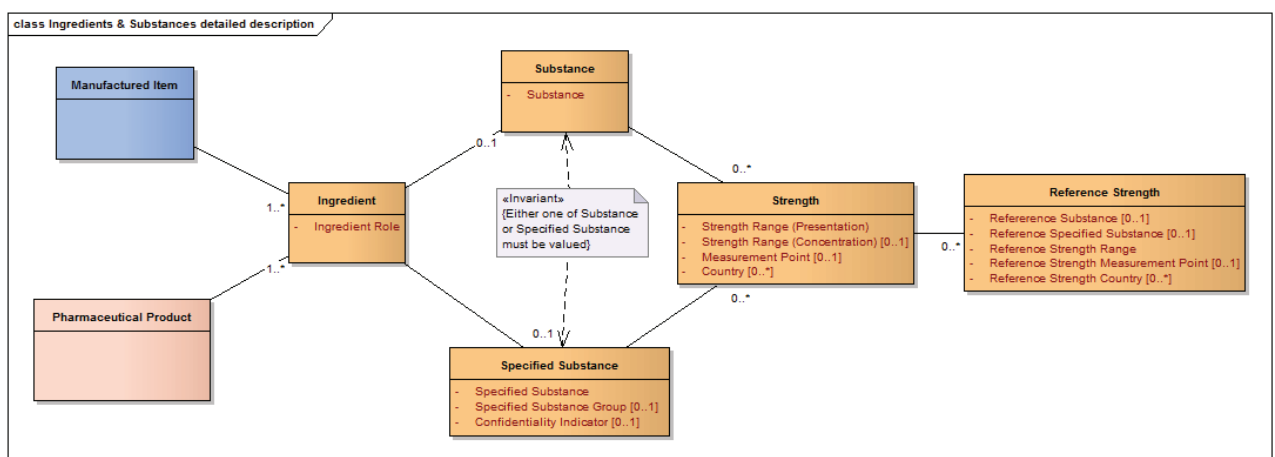 class Ingredients & Substances detailed description
Manufactured Item
Substance
- Substance
0..1
0..*
Ingredient
- Ingredient Role
1..*
1..*
«Invariant»
{Either one of Substance
or Specified Substance
must be valued}
Strength
- Strength Range (Presentation)
- Strength Range (Concentration) [0..1]
- Measurement Point [0..1]
- Country [0..*]
0..*
Reference Strength
- Refererence Substance [0..1]
- Reference Specified Substance [0..1]
- Reference Strength Range
- Reference Strength Measurement Point [0..1]
- Reference Strength Country [0..*]
0..*
Pharmaceutical Product
0..1
Specified Substance
- Specified Substance
- Specified Substance Group [0..1]
- Confidentiality Indicator [0..1]